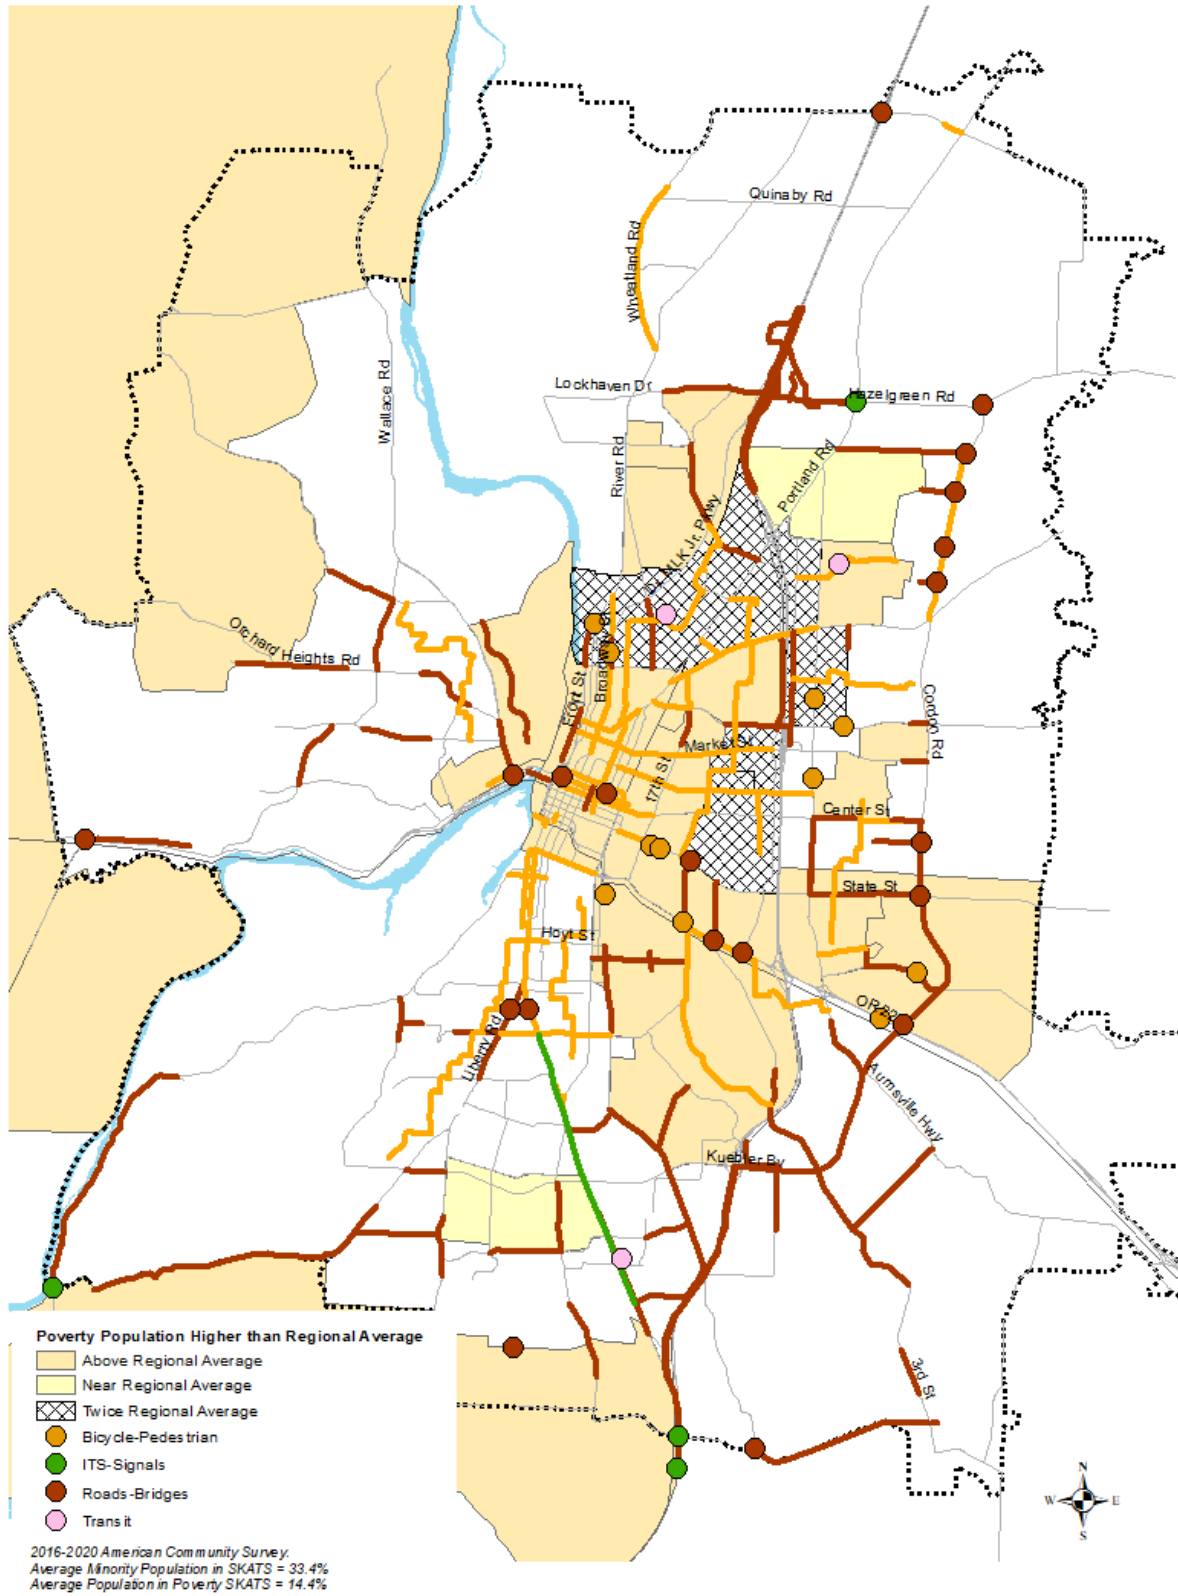 Quinaby Rd
Wheatland Rd
Lockhaven Dr
Hazelgreen Rd
Wallace Rd
River Rd
Portland Rd
MLK Jr. Pkwy
Orchard Heights Rd
Broadway St
Front St
Cordon Rd
Market St
17th St
Center St
State St
Hoyt St
OR22
Liberty Rd
Aumsville Hwy
Kuebler Bv
3rd St
Poverty Population Higher than Regional Average
Above Regional Average
Near Regional Average
Twice Regional Average
Bicycle-Pedestrian
ITS-Signals
Roads-Bridges
Transit
N
W E
S
2016-2020 American Community Survey.
Average Minority Population in SKATS = 33.4%
Average Population in Poverty SKATS = 14.4%